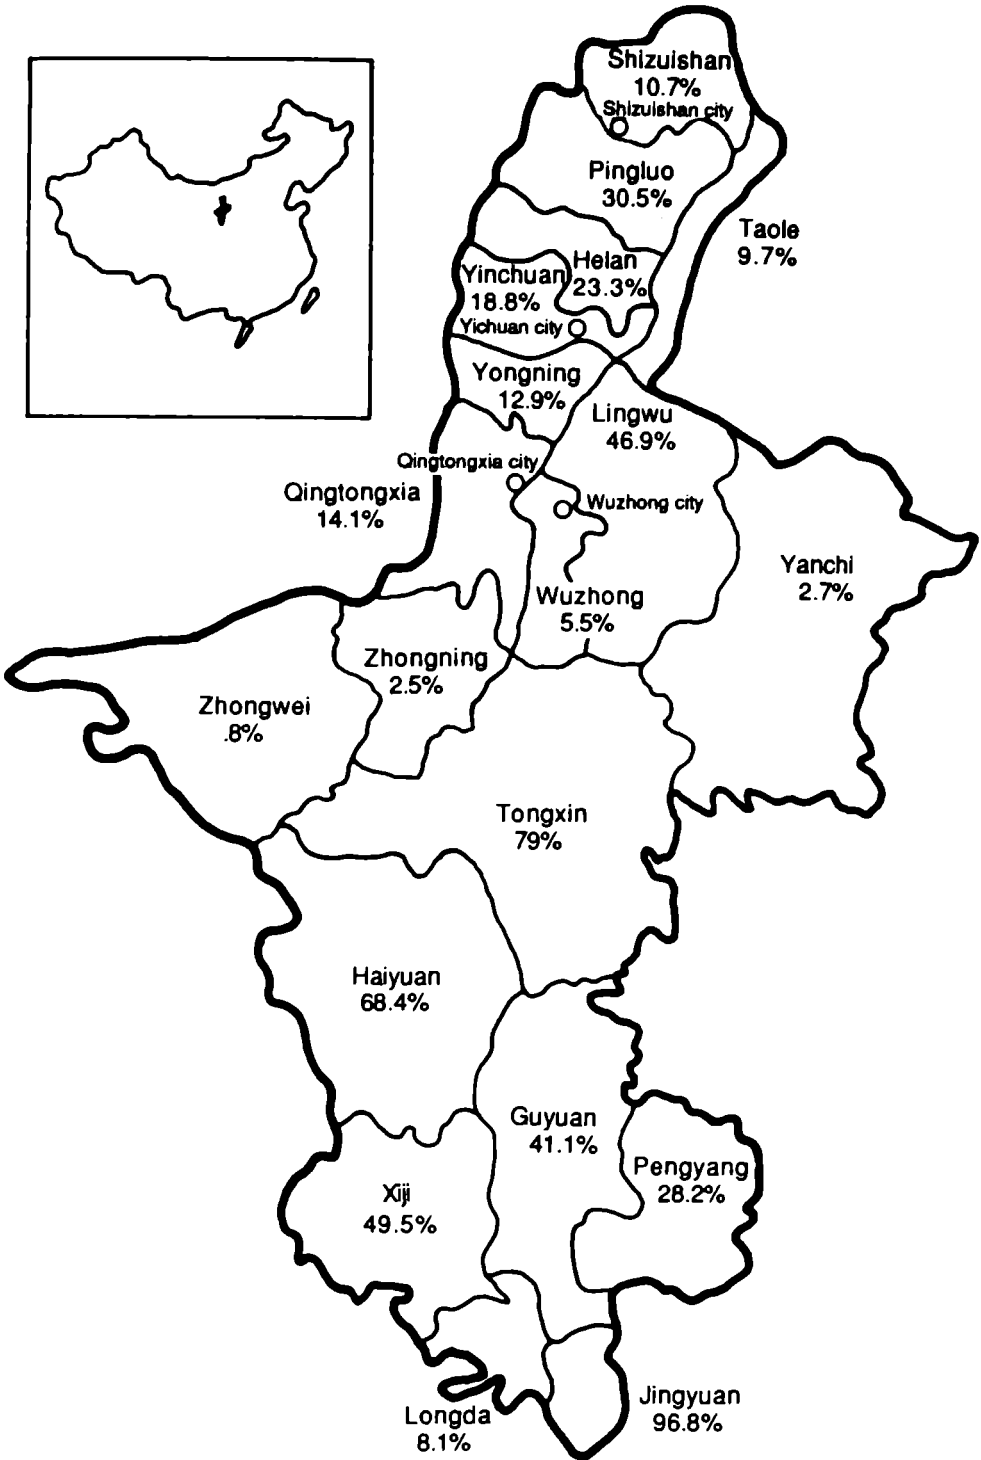 Shizuishan
10.7%
Shizuishan city
Pingluo
30.5%
Taole
9.7%
Helan
23.3%
Yinchuan
18.8%
Yichuan city
Yongning
12.9%
Lingwu
46.9%
Qingtongxia city
Qingtongxia
14.1%
Wuzhong city
Yanchi
2.7%
Wuzhong
5.5%
Zhongning
2.5%
Zhongwei
.8%
Tongxin
79%
Haiyuan
68.4%
Guyuan
41.1%
Pengyang
28.2%
Xiji
49.5%
Jingyuan
96.8%
Longda
8.1%